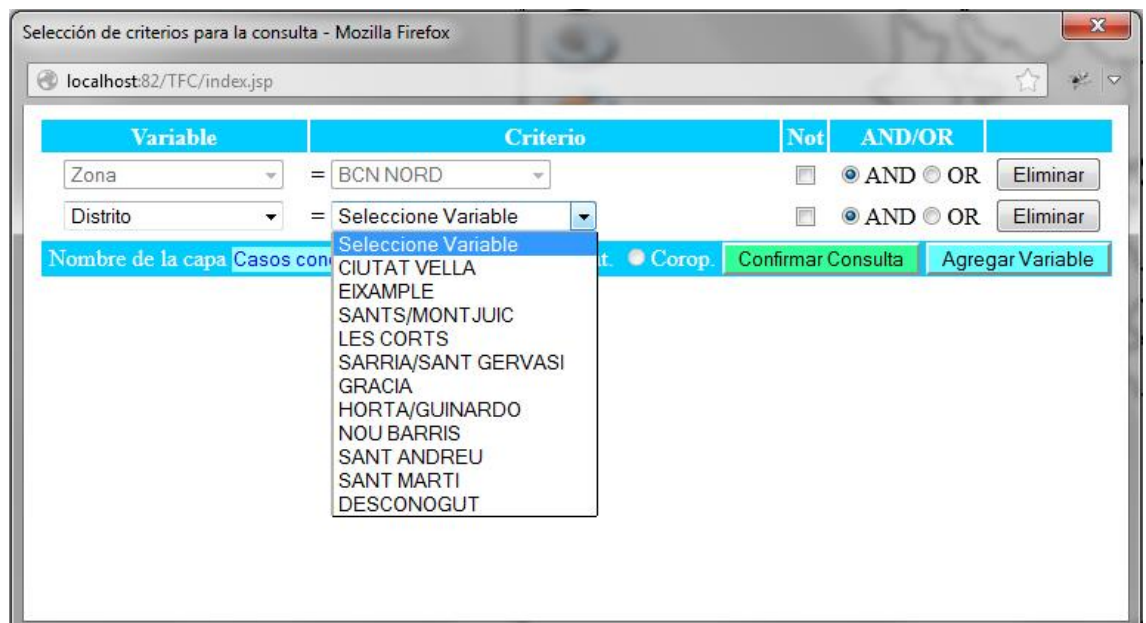 Selección de criterios para la consulta - Mozilla Firefox
localhost:82/TFC/index.jsp
Variable Criterio Not AND/OR
Zona = BCN NORD AND OR Eliminar
Distrito = Seleccione Variable AND OR Eliminar
Nombre de la capa Casos Corop. Confirmar Consulta Agregar Variable
Seleccione Variable
CIUTAT VELLA
EIXAMPLE
SANTS/MONTJUIC
LES CORTS
SARRIA/SANT GERVASI
GRACIA
HORTA/GUINARDO
NOU BARRIS
SANT ANDREU
SANT MARTI
DESCONOGUT